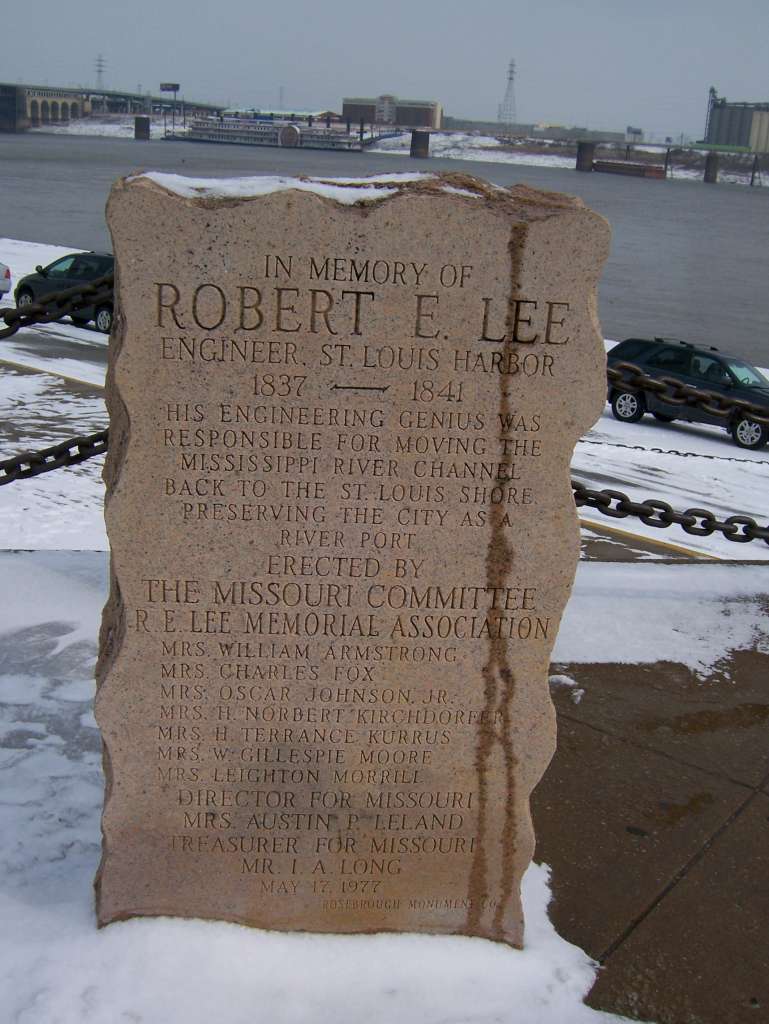 IN MEMORY OF
ROBERT E. LEE
ENGINEER, ST. LOUIS HARBOR
1837 — 1841
HIS ENGINEERING GENIUS WAS
RESPONSIBLE FOR MOVING THE
MISSISSIPPI RIVER CHANNEL
BACK TO THE ST. LOUIS SHORE,
PRESERVING THE CITY AS A
RIVER PORT
ERECTED BY
THE MISSOURI COMMITTEE
R. E. LEE MEMORIAL ASSOCIATION
MRS. WILLIAM ARMSTRONG
MRS. CHARLES FOX
MRS. OSCAR JOHNSON, JR.
MRS. H. NORBERT KIRCHDORFER
MRS. H. TERRANCE KURRUS
MRS. W. GILLESPIE MOORE
MRS. LEIGHTON MORRILL
DIRECTOR FOR MISSOURI
MRS. AUSTIN P. LELAND
TREASURER FOR MISSOURI
MR. I. A. LONG
MAY 17, 1977
ROSEBROUGH MONUMENT CO.